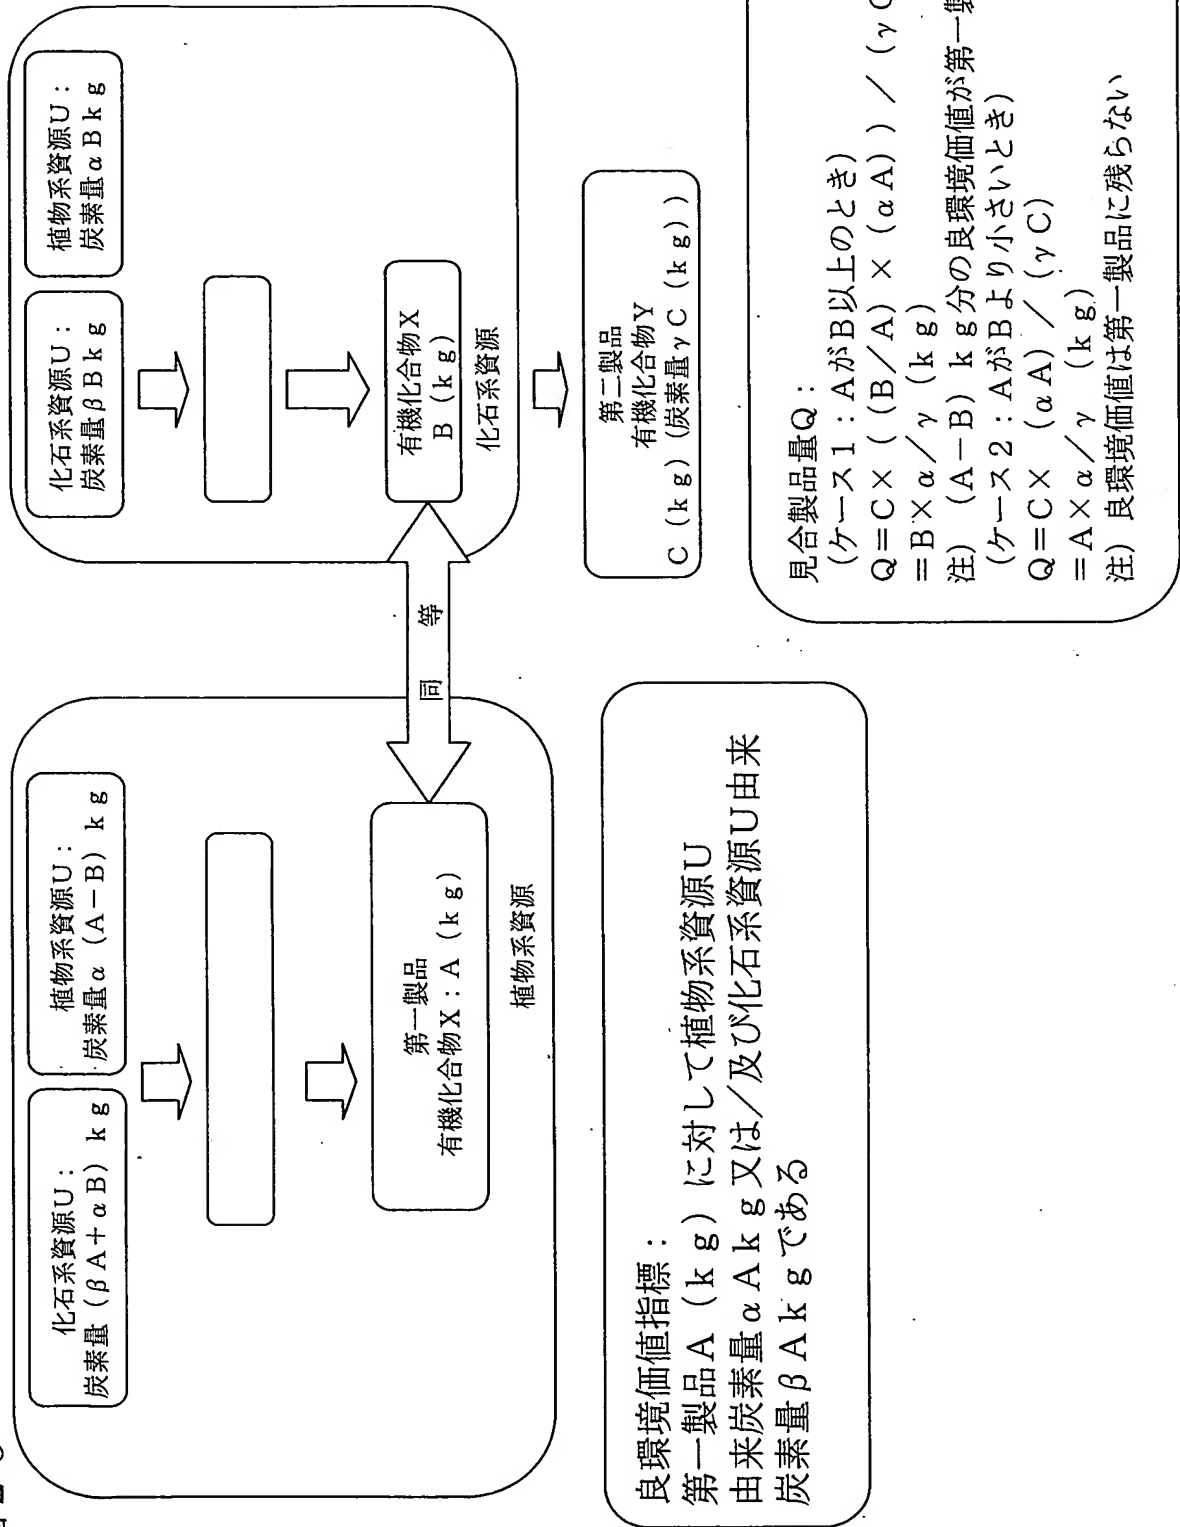 化石系資源U:
炭素量(βA+αB)kg
植物系資源U:
炭素量α(A-B)kg
第一製品
有機化合物X:A(kg)
植物系資源
同等
化石系資源U:
炭素量βBkg
植物系資源U:
炭素量αBkg
有機化合物X
B(kg)
化石系資源
第二製品
有機化合物Y
C(kg)(炭素量γC(kg))
良環境価値指標:
第一製品A(kg)に対して植物系資源U
由来炭素量αAkg又は/及び化石系資源U由来
炭素量βAkgである
見合製品量Q:
(ケース1:AがB以上のとき)
Q=C×((B/A)×(αA))/(γC
=B×α/γ(kg)
注)(A-B)kg分の良環境価値が第一製
(ケース2:AがBより小さいとき)
Q=C×(αA)/(γC)
=A×α/γ(kg)
注)良環境価値は第一製品に残らない